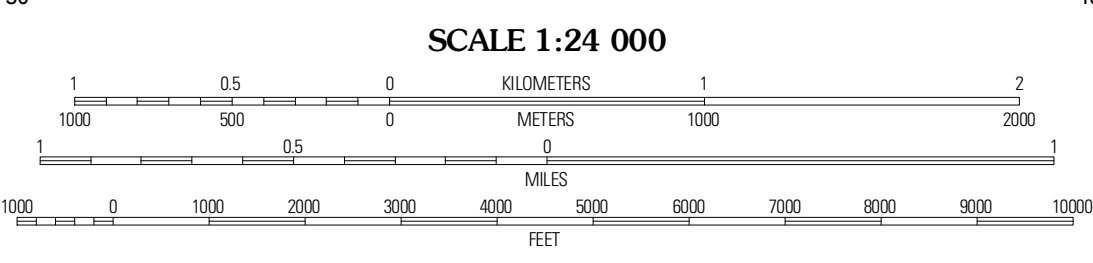 SCALE 1:24 000
1 0.5 0 KILOMETERS 1 2
1000 500 0 METERS 1000 2000
1 0.5 0 1
MILES
1000 0 1000 2000 3000 4000 5000 6000 7000 8000 9000 10000
FEET